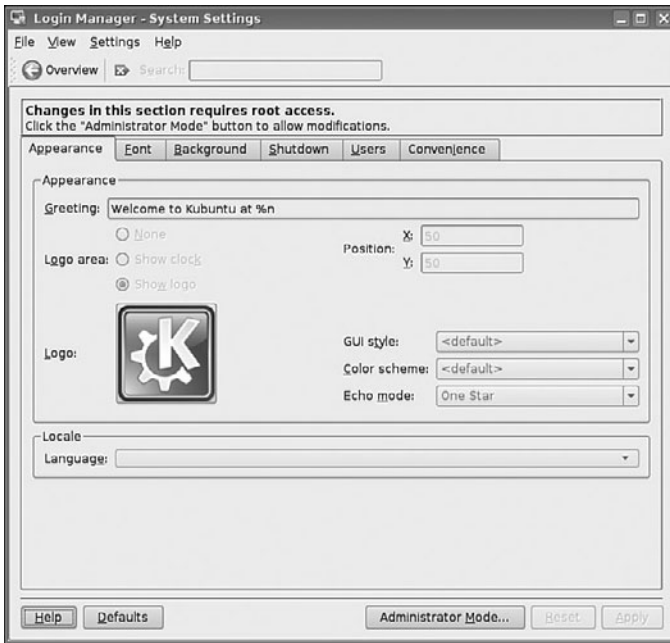 Login Manager - System Settings
File View Settings Help
Overview Search:
Changes in this section requires root access.
Click the "Administrator Mode" button to allow modifications.
Appearance Font Background Shutdown Users Convenience
Appearance
Greeting: Welcome to Kubuntu at %n
None
Logo area: Show clock
Show logo
Position: X: 50
Y: 50
Logo: K
GUI style: <default>
Color scheme: <default>
Echo mode: One Star
Locale
Language:
Help Defaults Administrator Mode... Reset Apply